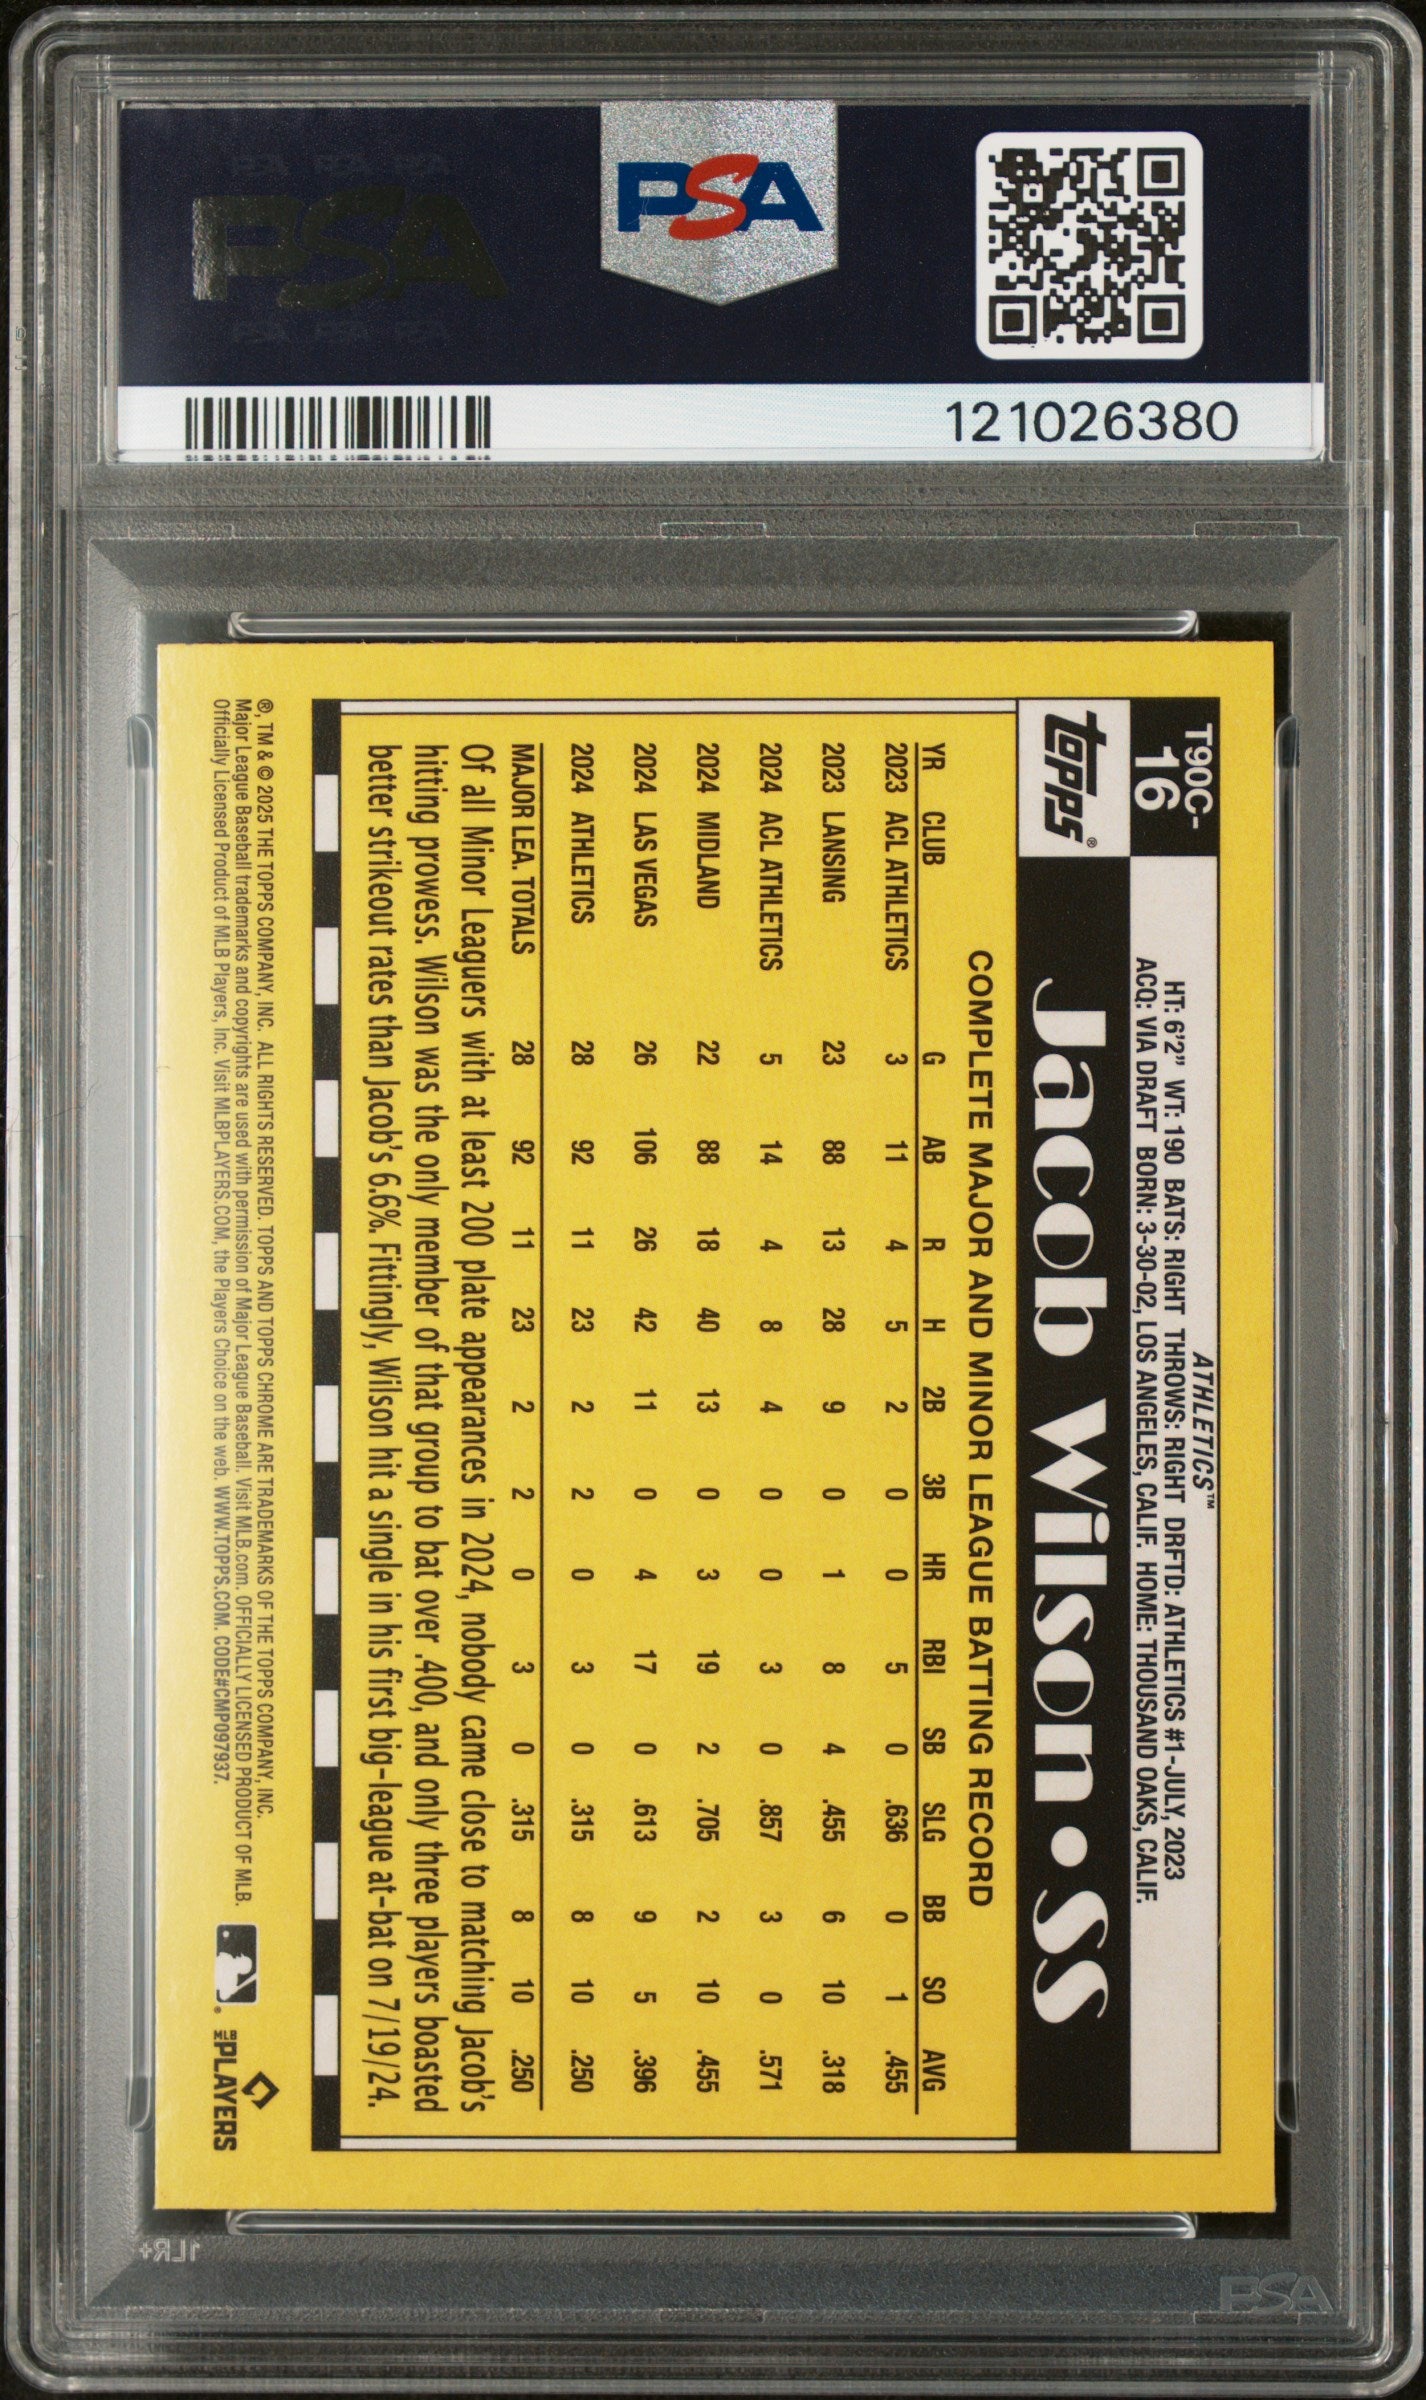 PSA
PSA
121026380
T90C-
16
ATHLETICS™
HT: 6'2" WT: 190 BATS: RIGHT THROWS: RIGHT DRFTD: ATHLETICS #1-JULY, 2023
ACQ: VIA DRAFT BORN: 3-30-02, LOS ANGELES, CALIF. HOME: THOUSAND OAKS, CALIF.
topps®
Jacob Wilson • SS
COMPLETE MAJOR AND MINOR LEAGUE BATTING RECORD
YR CLUB G AB R H 2B 3B HR RBI SB SLG BB SO AVG
2023 ACL ATHLETICS 3 11 4 5 2 0 0 5 0 .636 0 1 .455
2023 LANSING 23 88 13 28 9 0 1 8 4 .455 6 10 .318
2024 ACL ATHLETICS 5 14 4 8 4 0 0 3 0 .857 3 0 .571
2024 MIDLAND 22 88 18 40 13 0 3 19 2 .705 2 10 .455
2024 LAS VEGAS 26 106 26 42 11 0 4 17 0 .613 9 5 .396
2024 ATHLETICS 28 92 11 23 2 2 0 3 0 .315 8 10 .250
MAJOR LEA. TOTALS 28 92 11 23 2 2 0 3 0 .315 8 10 .250
Of all Minor Leaguers with at least 200 plate appearances in 2024, nobody came close to matching Jacob's
hitting prowess. Wilson was the only member of that group to bat over .400, and only three players boasted
better strikeout rates than Jacob's 6.6%. Fittingly, Wilson hit a single in his first big-league at-bat on 7/19/24.
®, TM & © 2025 THE TOPPS COMPANY, INC. ALL RIGHTS RESERVED. TOPPS AND TOPPS CHROME ARE TRADEMARKS OF THE TOPPS COMPANY, INC.
Major League Baseball trademarks and copyrights are used with permission of Major League Baseball. Visit MLB.com. OFFICIALLY LICENSED PRODUCT OF MLB.
Officially Licensed Product of MLB Players, Inc. Visit MLBPLAYERS.COM, the Players Choice on the web. WWW.TOPPS.COM. CODE#CMP097937.
MLB PLAYERS
1LR+
PSA